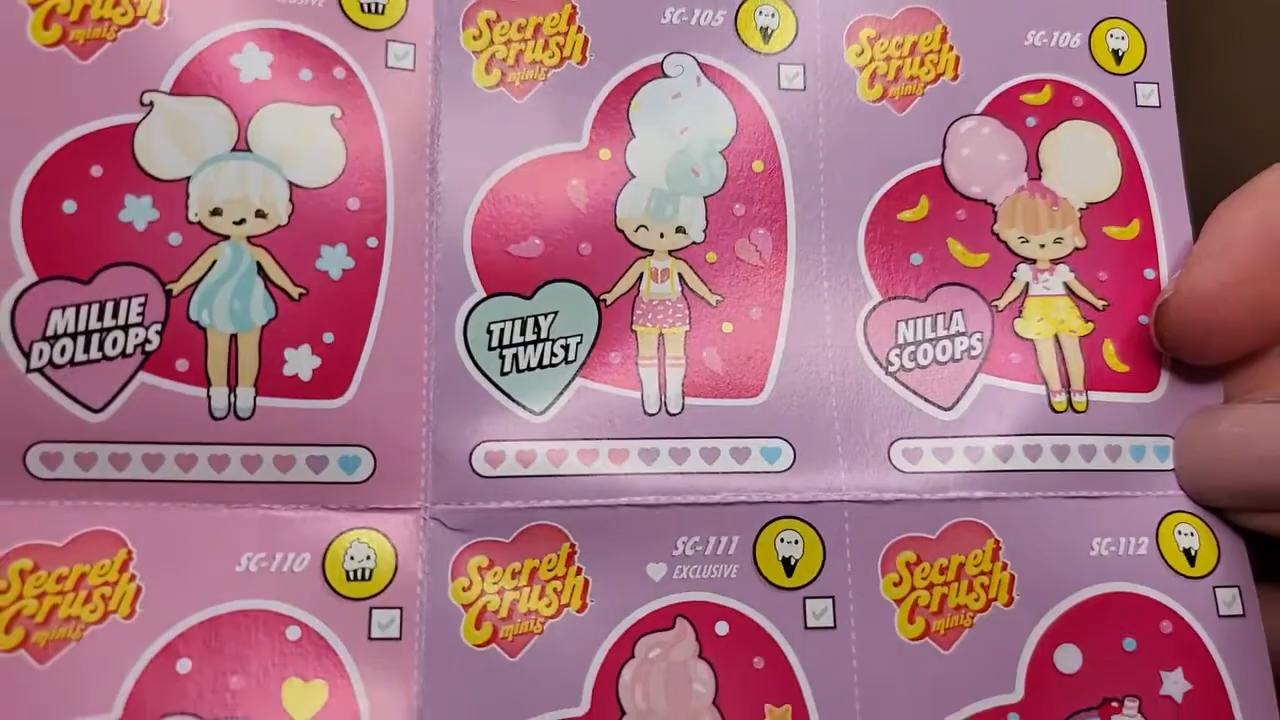 EXCLUSIVE
Secret
Crush
minis
SC-105
Secret
Crush
minis
SC-106
Secret
Crush
minis
MILLIE
DOLLOPS
TILLY
TWIST
NILLA
SCOOPS
Secret
Crush
minis
SC-110
Secret
Crush
minis
SC-111
EXCLUSIVE
Secret
Crush
minis
SC-112